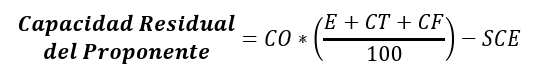 Capacidad Residual
del Proponente = CO * (E + CT + CF / 100) − SCE